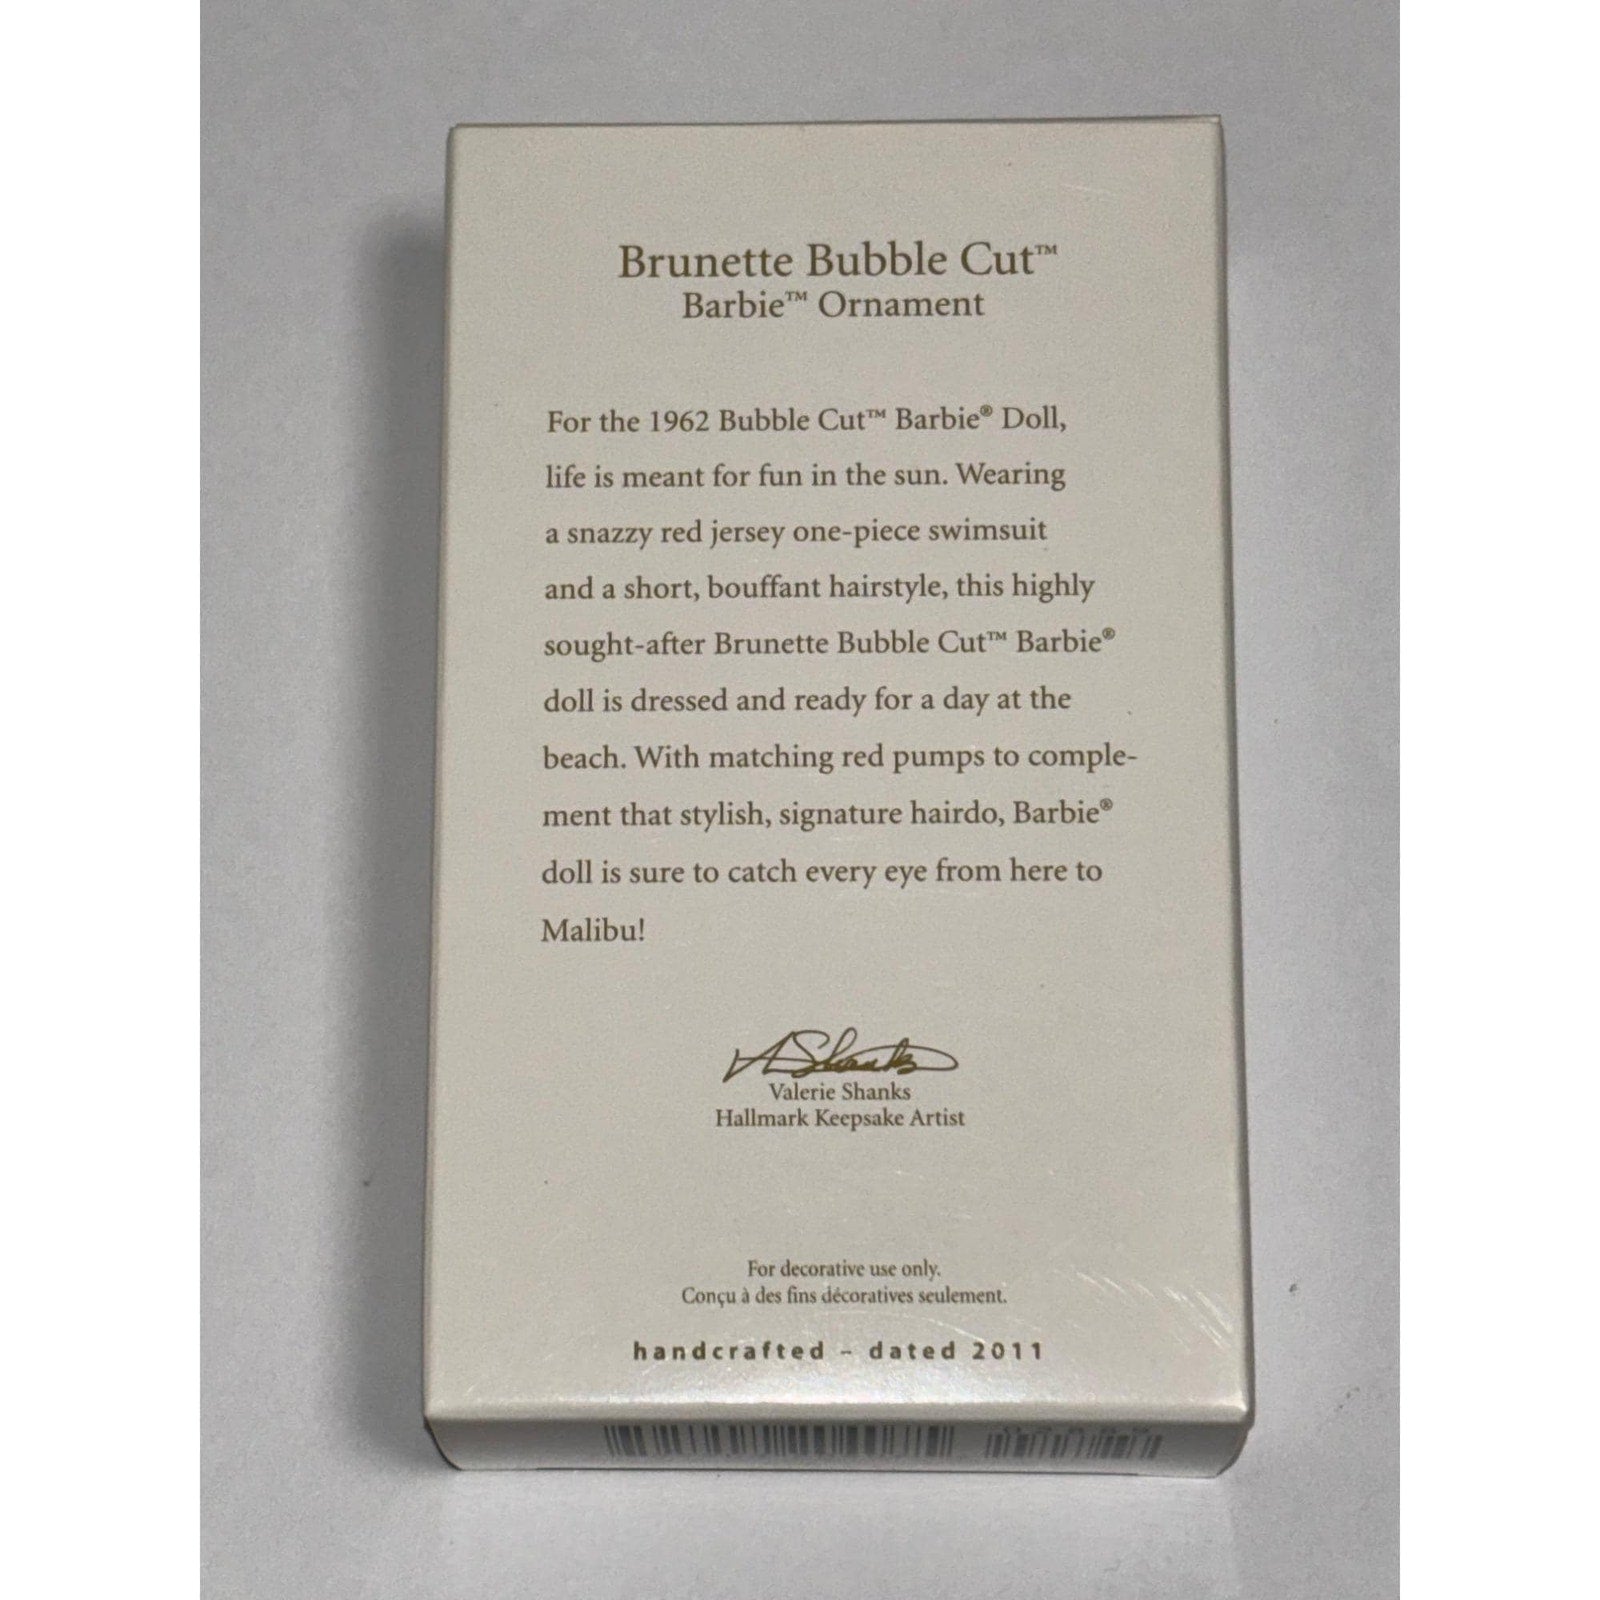 Brunette Bubble Cut™
Barbie™ Ornament
For the 1962 Bubble Cut™ Barbie® Doll,
life is meant for fun in the sun. Wearing
a snazzy red jersey one-piece swimsuit
and a short, bouffant hairstyle, this highly
sought-after Brunette Bubble Cut™ Barbie®
doll is dressed and ready for a day at the
beach. With matching red pumps to comple-
ment that stylish, signature hairdo, Barbie®
doll is sure to catch every eye from here to
Malibu!
Valerie Shanks
Hallmark Keepsake Artist
For decorative use only.
Conçu à des fins décoratives seulement.
handcrafted – dated 2011